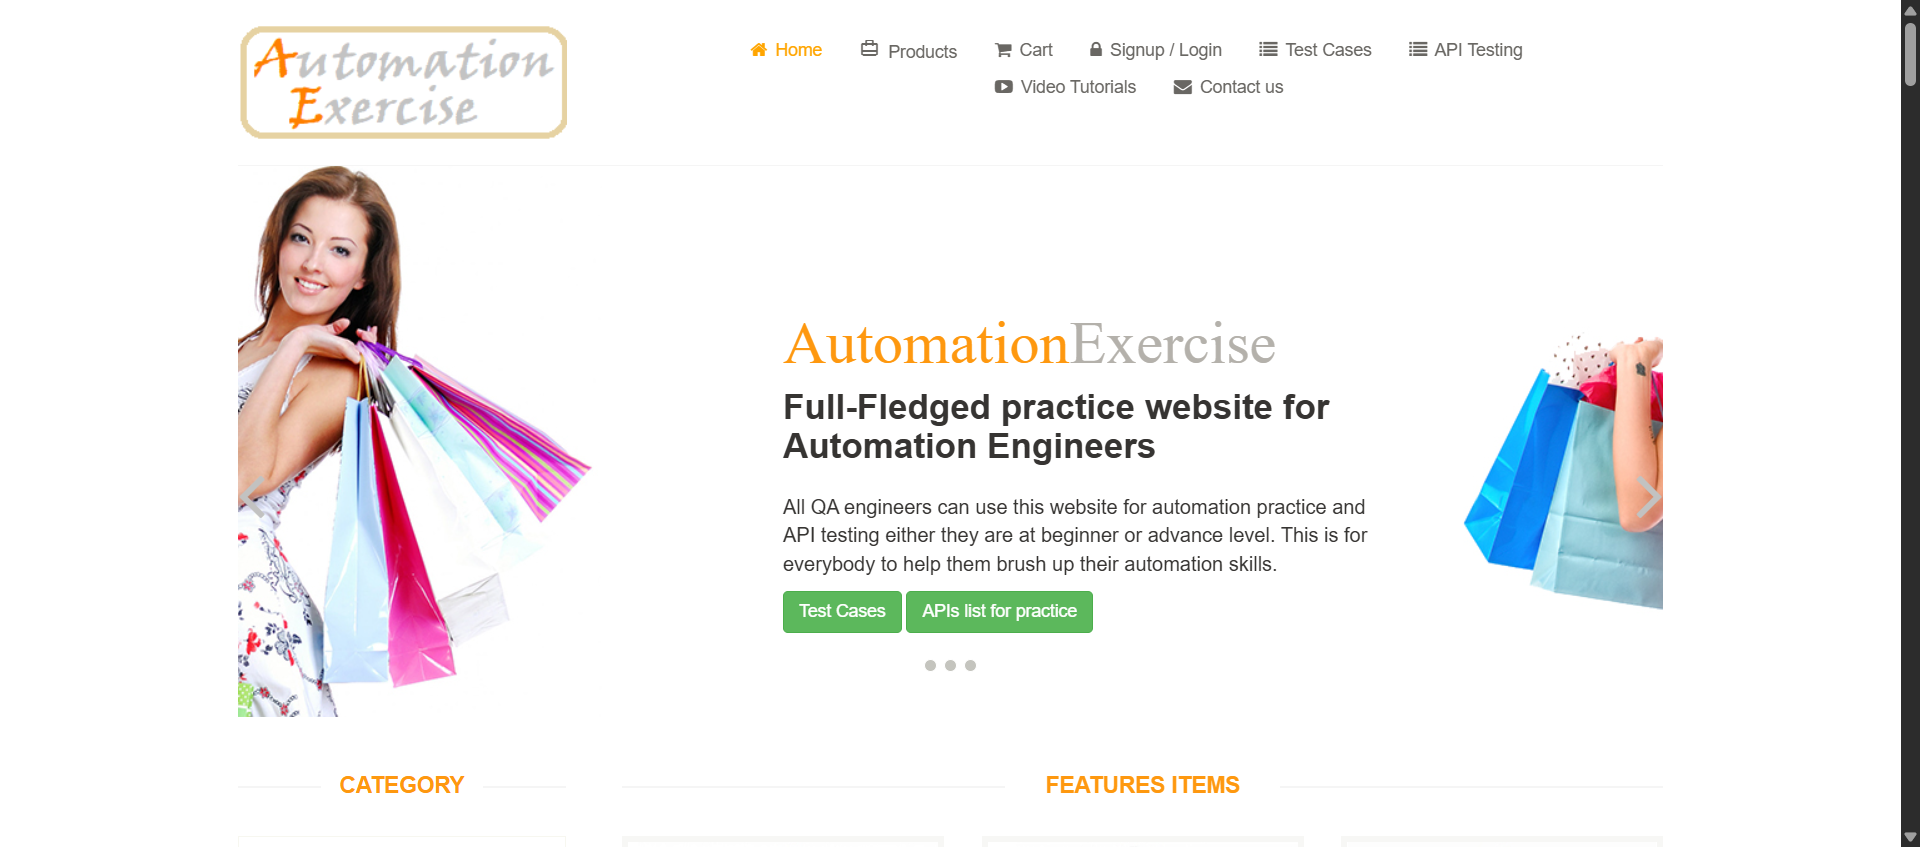 Automation
Exercise
Home
Products
Cart
Signup / Login
Test Cases
API Testing
Video Tutorials
Contact us
AutomationExercise
Full-Fledged practice website for
Automation Engineers
All QA engineers can use this website for automation practice and
API testing either they are at beginner or advance level. This is for
everybody to help them brush up their automation skills.
Test Cases
APIs list for practice
CATEGORY
FEATURES ITEMS